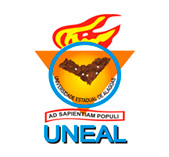 UNIVERSIDADE ESTADUAL DE ALAGOAS
AD SAPIENTIAM POPULI
UNEAL